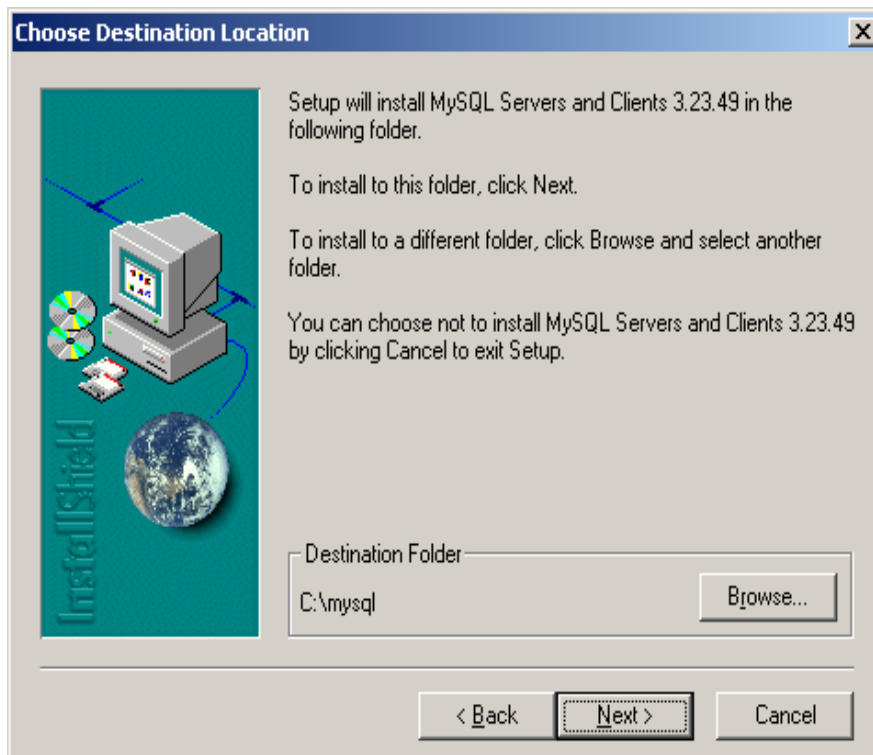 Choose Destination Location
Setup will install MySQL Servers and Clients 3.23.49 in the
following folder.
To install to this folder, click Next.
To install to a different folder, click Browse and select another
folder.
You can choose not to install MySQL Servers and Clients 3.23.49
by clicking Cancel to exit Setup.
InstallShield
Destination Folder
C:\mysql
Browse...
< Back
Next >
Cancel